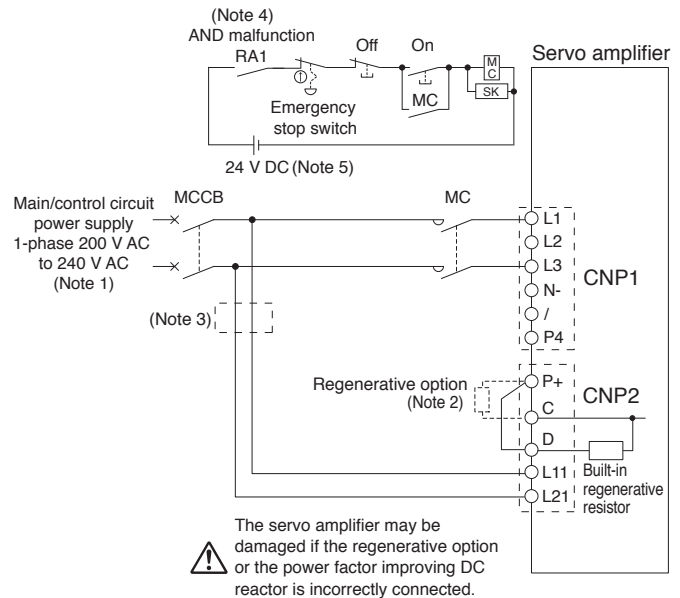 (Note 4)
AND malfunction
RA1
Off
On
M
C
SK
MC
Emergency
stop switch
24 V DC (Note 5)
Servo amplifier
Main/control circuit
power supply
1-phase 200 V AC
to 240 V AC
(Note 1)
MCCB
MC
L1
L2
L3
N-
/
P4
CNP1
(Note 3)
Regenerative option
(Note 2)
P+
C
D
L11
L21
CNP2
Built-in
regenerative
resistor
The servo amplifier may be
damaged if the regenerative option
or the power factor improving DC
reactor is incorrectly connected.